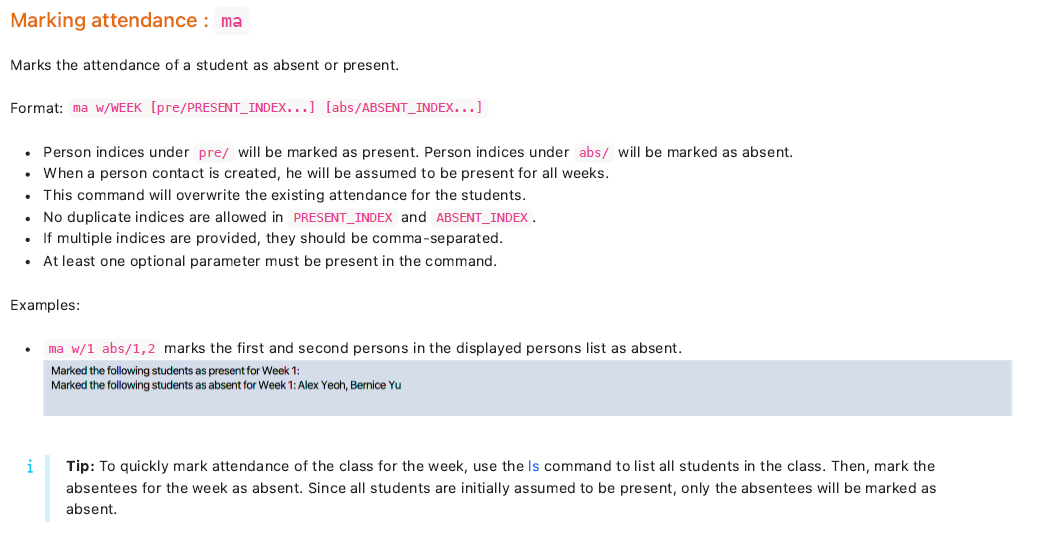 Marking attendance : ma
Marks the attendance of a student as absent or present.
Format: ma w/WEEK [pre/PRESENT_INDEX...] [abs/ABSENT_INDEX...]
• Person indices under pre/ will be marked as present. Person indices under abs/ will be marked as absent.
• When a person contact is created, he will be assumed to be present for all weeks.
• This command will overwrite the existing attendance for the students.
• No duplicate indices are allowed in PRESENT_INDEX and ABSENT_INDEX.
• If multiple indices are provided, they should be comma-separated.
• At least one optional parameter must be present in the command.
Examples:
• ma w/1 abs/1,2 marks the first and second persons in the displayed persons list as absent.
Marked the following students as present for Week 1:
Marked the following students as absent for Week 1: Alex Yeoh, Bernice Yu
i Tip: To quickly mark attendance of the class for the week, use the ls command to list all students in the class. Then, mark the
absentees for the week as absent. Since all students are initially assumed to be present, only the absentees will be marked as
absent.